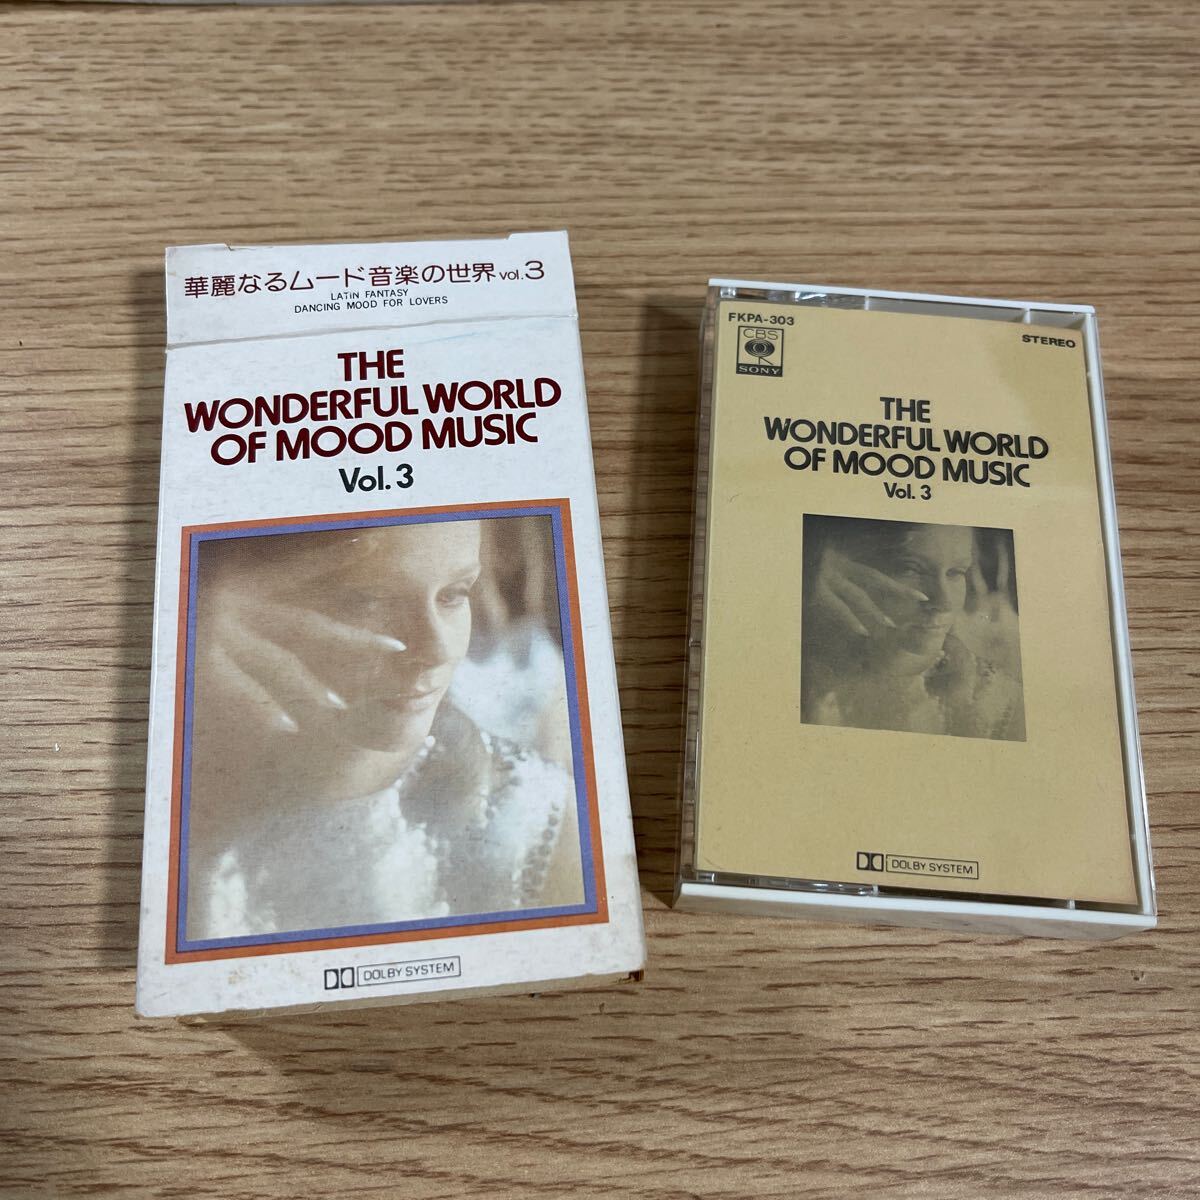 華麗なるムード音楽の世界 vol.3
LATIN FANTASY
DANCING MOOD FOR LOVERS
THE
WONDERFUL WORLD
OF MOOD MUSIC
Vol. 3
DOLBY SYSTEM
FKPA-303
CBS
SONY
STEREO
THE
WONDERFUL WORLD
OF MOOD MUSIC
Vol. 3
DOLBY SYSTEM